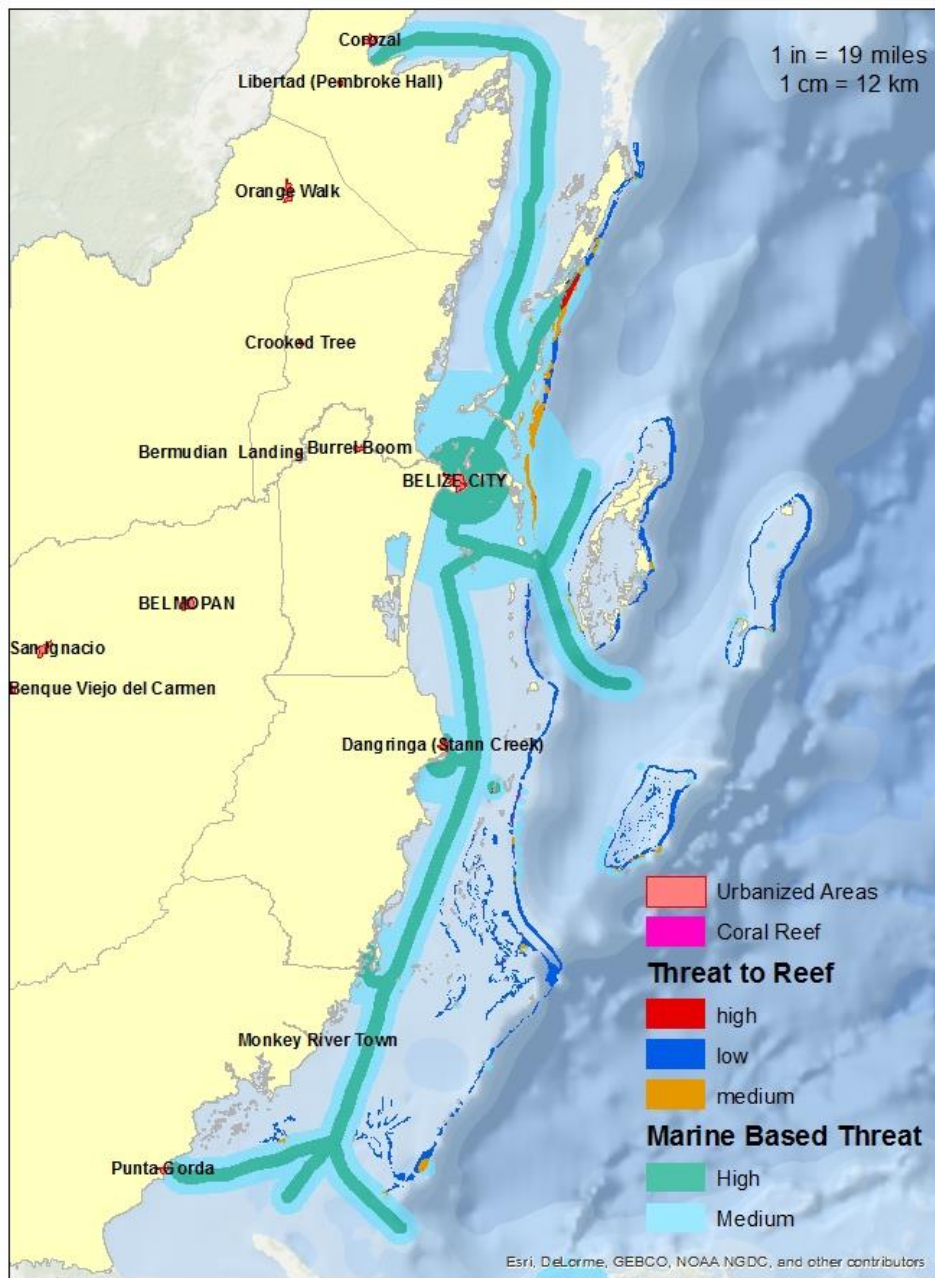 Corozal
1 in = 19 miles
1 cm = 12 km
Libertad (Pembroke Hall)
Orange Walk
Crooked Tree
Bermudian Landing
Burrel Boom
BELIZE CITY
BELMOPAN
San Ignacio
Benque Viejo del Carmen
Dangringa (Stann Creek)
Urbanized Areas
Coral Reef
Threat to Reef
high
low
medium
Monkey River Town
Marine Based Threat
High
Medium
Punta Gorda
Esri, DeLorme, GEBCO, NOAA NGDC, and other contributors